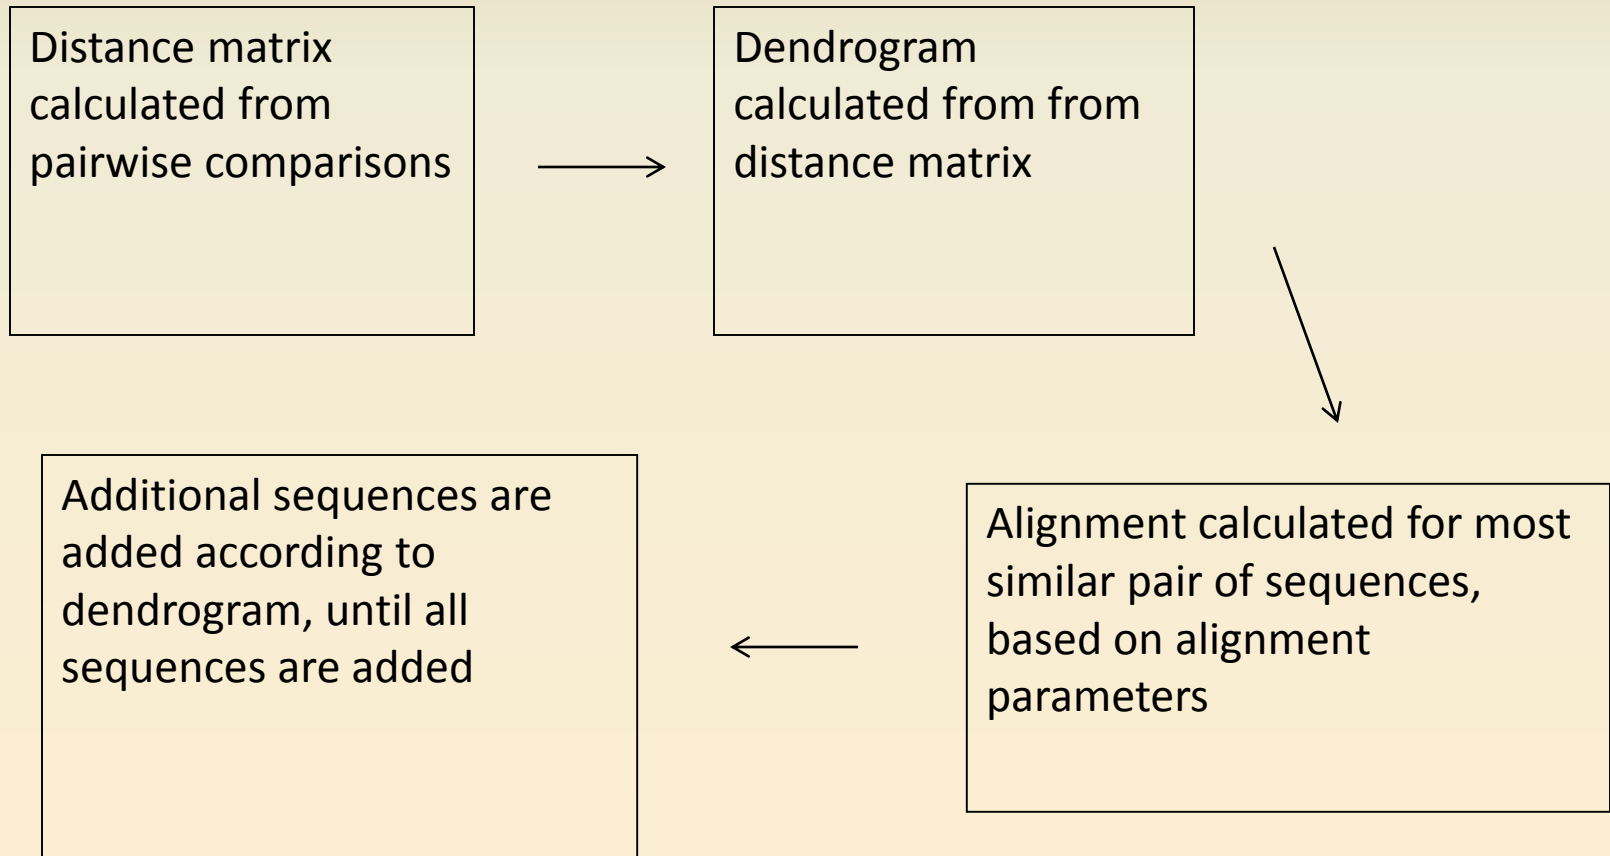 Distance matrix
calculated from
pairwise comparisons
Dendrogram
calculated from from
distance matrix
Alignment calculated for most
similar pair of sequences,
based on alignment
parameters
Additional sequences are
added according to
dendrogram, until all
sequences are added